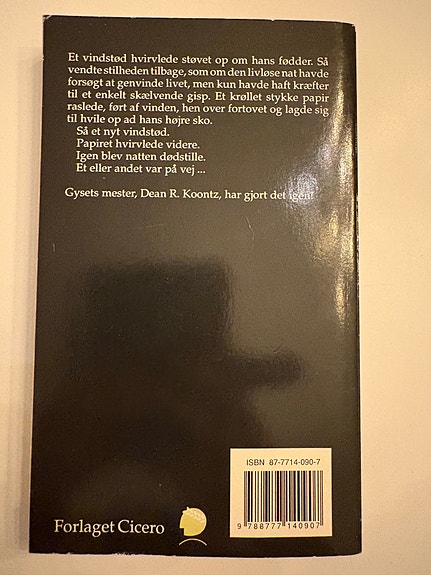 Et vindstød hvirvlede støvet op om hans fødder. Så
vendte stilheden tilbage, som om den livløse nat havde
forsøgt at genvinde livet, men kun havde haft kræfter
til et enkelt skælvende gisp. Et krøllet stykke papir
raslede, ført af vinden, hen over fortovet og lagde sig
til hvile op ad hans højre sko.
Så et nyt vindstød.
Papiret hvirvlede videre.
Igen blev natten dødstille.
Et eller andet var på vej ...
Gysets mester, Dean R. Koontz, har gjort det igen!
ISBN 87-7714-090-7
9 788777 140907
Forlaget Cicero